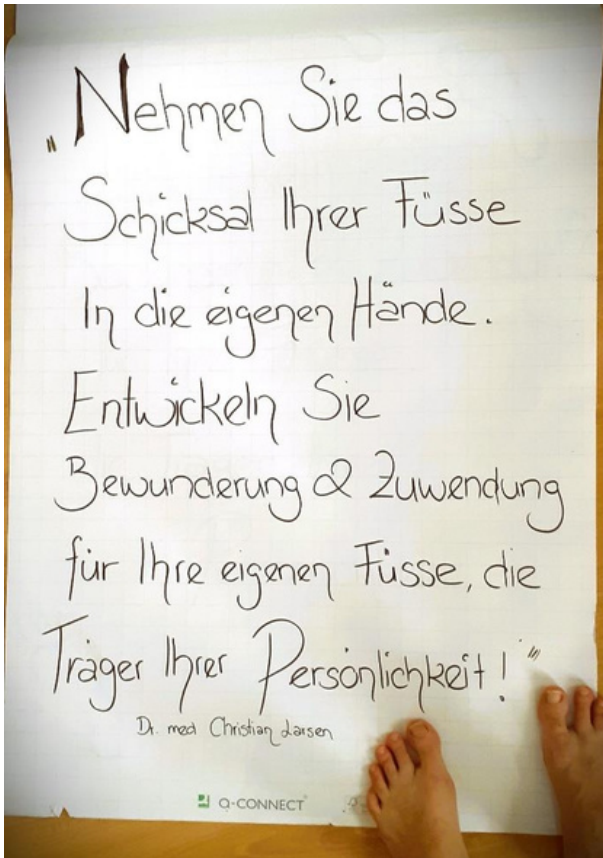 „Nehmen Sie das
Schicksal Ihrer Füsse
In die eigenen Hände.
Entwickeln Sie
Bewunderung & Zuwendung
für Ihre eigenen Füsse, die
Träger Ihrer Persönlichkeit!"
Dr. med Christian Larsen
Q-CONNECT